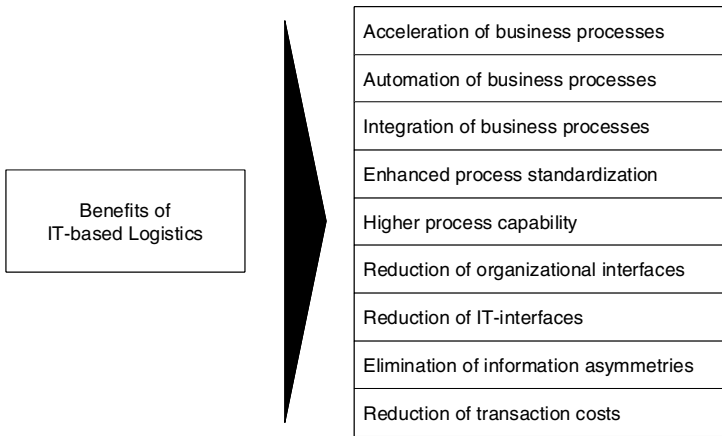 Benefits of
IT-based Logistics
Acceleration of business processes
Automation of business processes
Integration of business processes
Enhanced process standardization
Higher process capability
Reduction of organizational interfaces
Reduction of IT-interfaces
Elimination of information asymmetries
Reduction of transaction costs